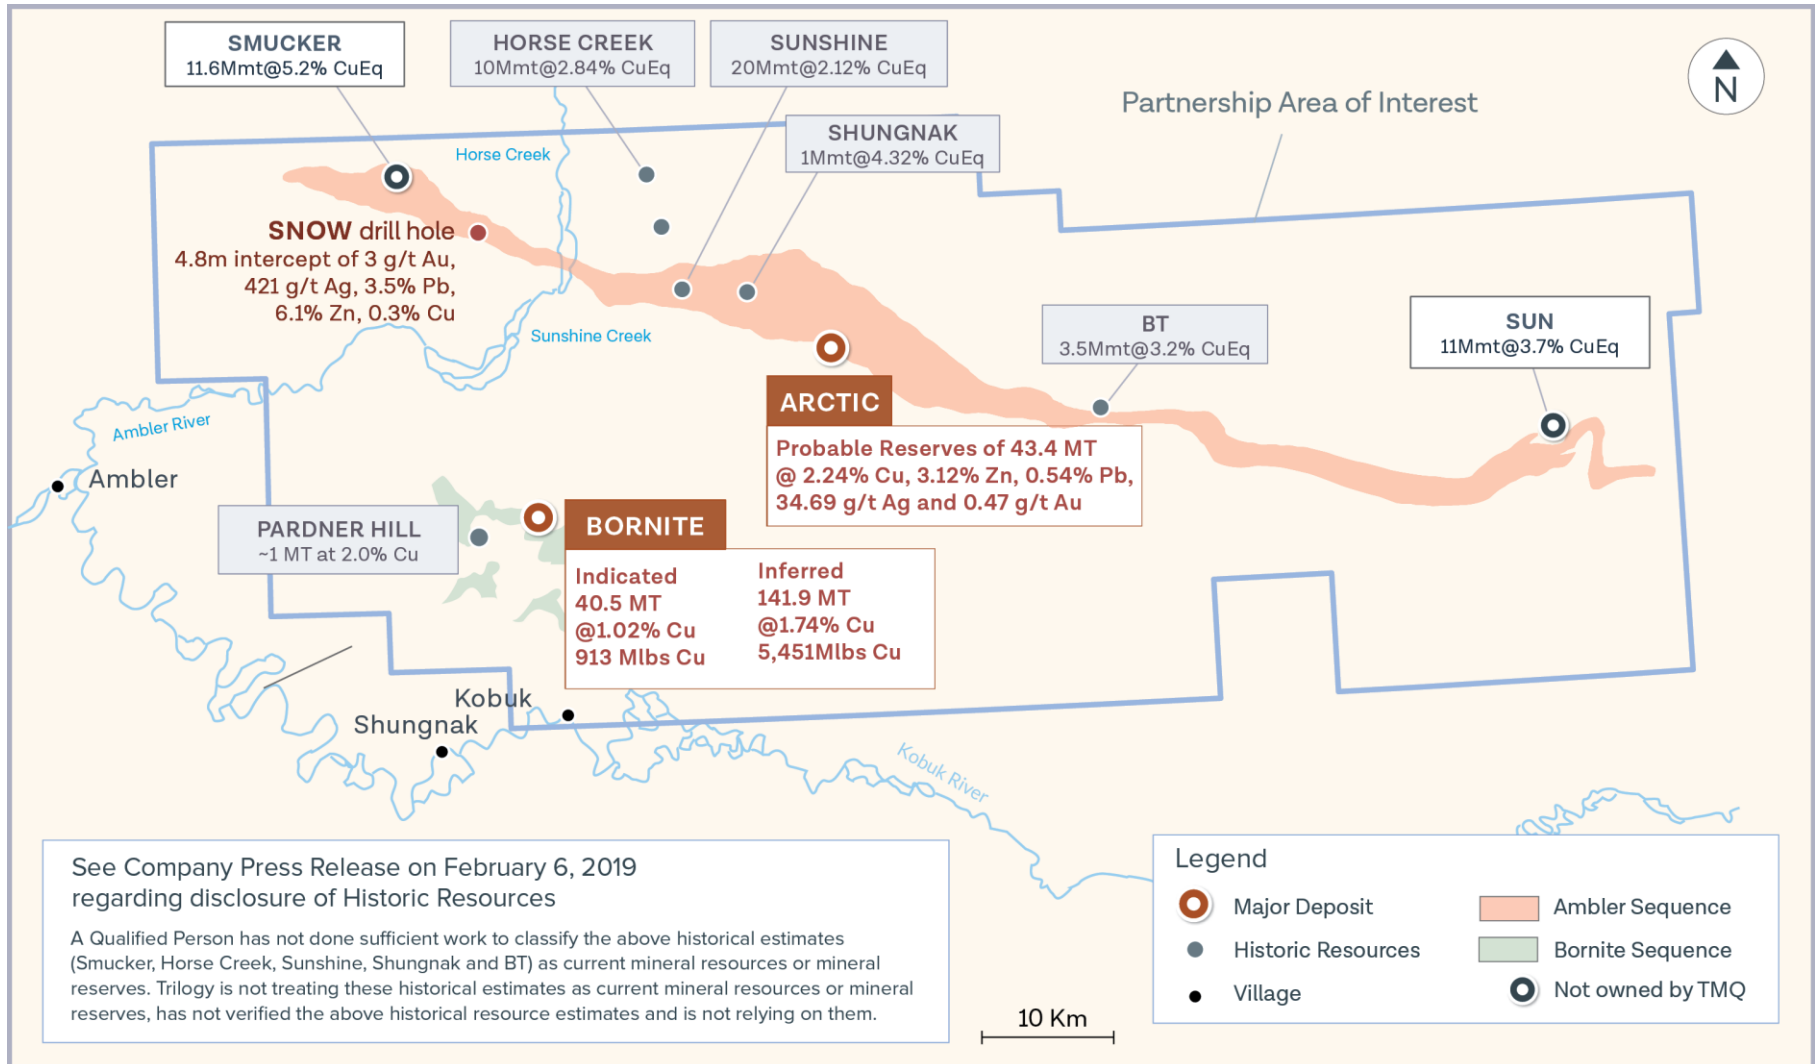 SMUCKER
11.6Mmt@5.2% CuEq
HORSE CREEK
10Mmt@2.84% CuEq
SUNSHINE
20Mmt@2.12% CuEq
N
Partnership Area of Interest
SHUNGNAK
1Mmt@4.32% CuEq
Horse Creek
SNOW drill hole
4.8m intercept of 3 g/t Au,
421 g/t Ag, 3.5% Pb,
6.1% Zn, 0.3% Cu
Sunshine Creek
BT
3.5Mmt@3.2% CuEq
SUN
11Mmt@3.7% CuEq
ARCTIC
Probable Reserves of 43.4 MT
@ 2.24% Cu, 3.12% Zn, 0.54% Pb,
34.69 g/t Ag and 0.47 g/t Au
Ambler River
Ambler
PARDNER HILL
~1 MT at 2.0% Cu
BORNITE
Indicated
40.5 MT
@1.02% Cu
913 Mlbs Cu
Inferred
141.9 MT
@1.74% Cu
5,451Mlbs Cu
Kobuk
Shungnak
Kobuk River
See Company Press Release on February 6, 2019
regarding disclosure of Historic Resources
A Qualified Person has not done sufficient work to classify the above historical estimates
(Smucker, Horse Creek, Sunshine, Shungnak and BT) as current mineral resources or mineral
reserves. Trilogy is not treating these historical estimates as current mineral resources or mineral
reserves, has not verified the above historical resource estimates and is not relying on them.
10 Km
Legend
Major Deposit
Historic Resources
Village
Ambler Sequence
Bornite Sequence
Not owned by TMQ